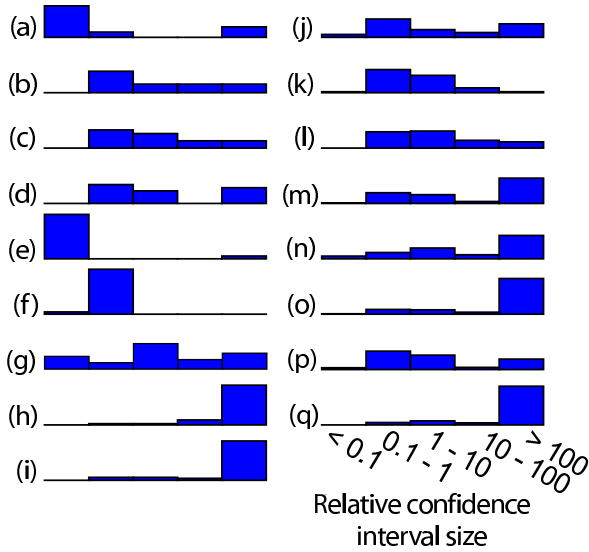 (a)
(b)
(c)
(d)
(e)
(f)
(g)
(h)
(i)
(j)
(k)
(l)
(m)
(n)
(o)
(p)
(q)
< 0.1
0.1 - 1
1 - 10
10 - 100
> 100
Relative confidence
interval size